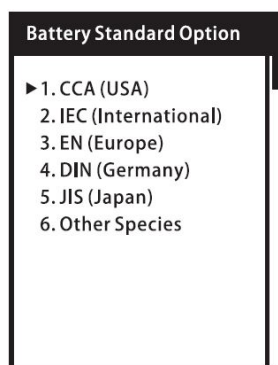 Battery Standard Option
▶1. CCA (USA)
2. IEC (International)
3. EN (Europe)
4. DIN (Germany)
5. JIS (Japan)
6. Other Species